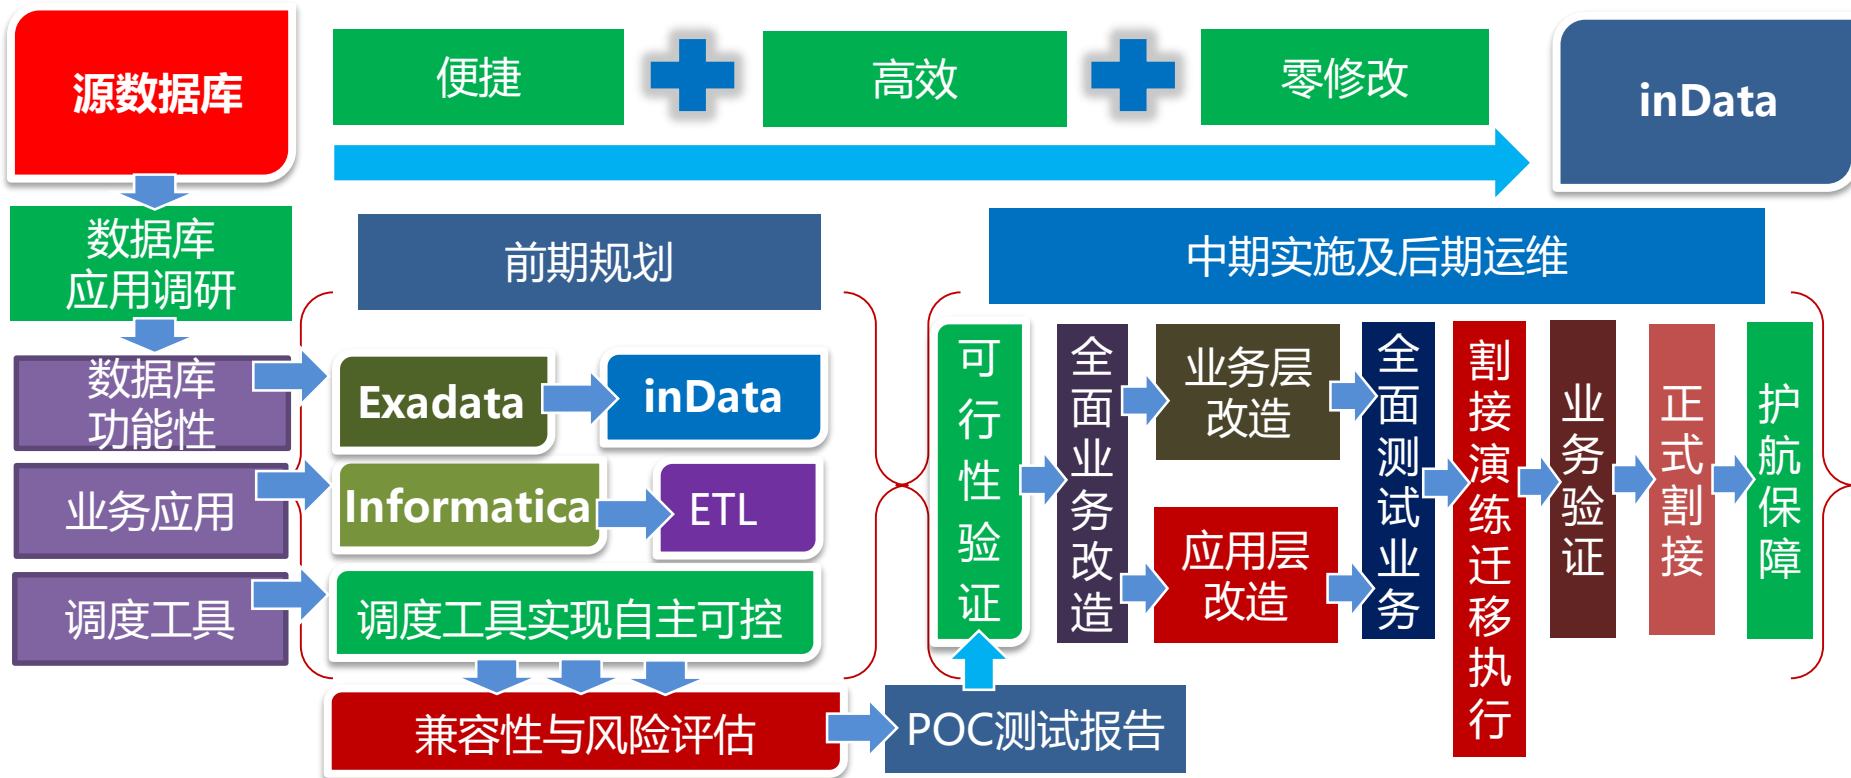 源数据库
便捷
高效
零修改
inData
数据库
应用调研
前期规划
中期实施及后期运维
数据库
功能性
Exadata
inData
业务应用
Informatica
ETL
调度工具
调度工具实现自主可控
兼容性与风险评估
POC测试报告
可行性验证
全面业务改造
业务层
改造
应用层
改造
全面测试业务
割接演练迁移执行
业务验证
正式割接
护航保障